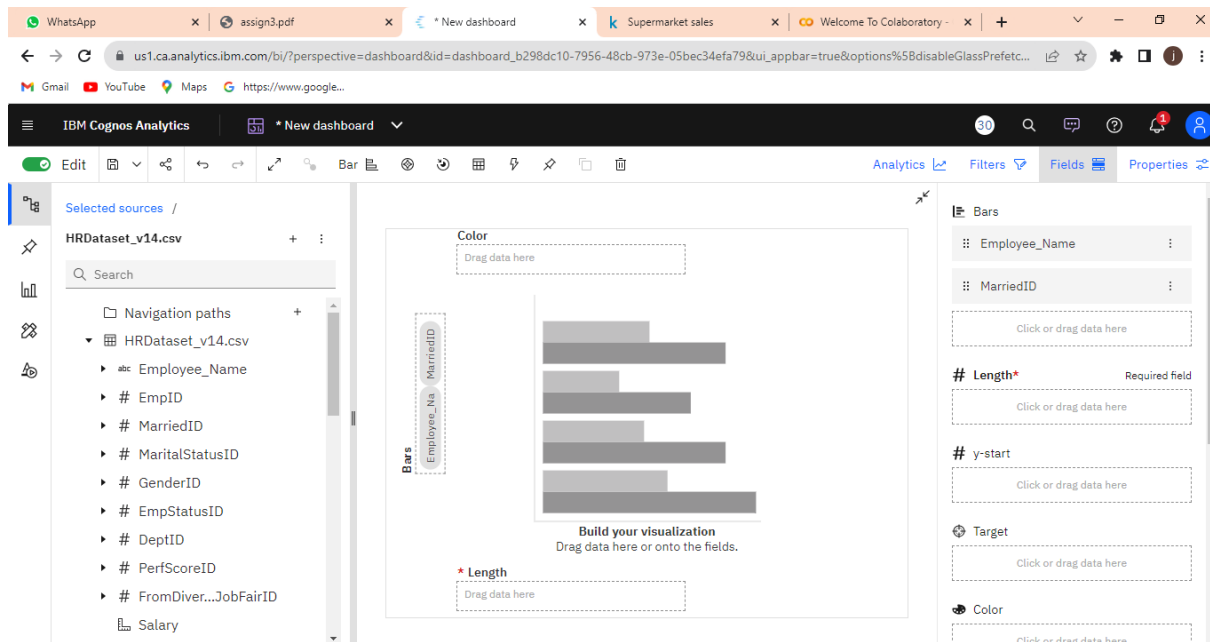 WhatsApp
assign3.pdf
* New dashboard
Supermarket sales
Welcome To Colaboratory -
us1.ca.analytics.ibm.com/bi/?perspective=dashboard&id=dashboard_b298dc10-7956-48cb-973e-05bec34efa79&ui_appbar=true&options%5BdisableGlassPrefetc...
j
Gmail
YouTube
Maps
https://www.google...
IBM Cognos Analytics
* New dashboard
30
1
Edit
Bar
Analytics
Filters
Fields
Properties
Selected sources /
HRDataset_v14.csv
Search
Navigation paths
HRDataset_v14.csv
abc Employee_Name
# EmpID
# MarriedID
# MaritalStatusID
# GenderID
# EmpStatusID
# DeptID
# PerfScoreID
# FromDiver...JobFairID
Salary
Color
Drag data here
Bars
Employee_Na
MarriedID
Build your visualization
Drag data here or onto the fields.
* Length
Drag data here
Bars
Employee_Name
MarriedID
Click or drag data here
# Length* Required field
Click or drag data here
# y-start
Click or drag data here
Target
Click or drag data here
Color
Click or drag data here